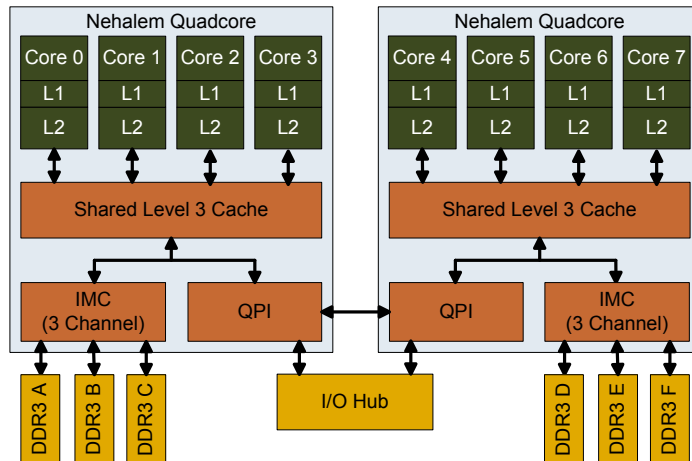 Nehalem Quadcore
Core 0 Core 1 Core 2 Core 3
L1 L1 L1 L1
L2 L2 L2 L2
Shared Level 3 Cache
IMC
(3 Channel)
QPI
DDR3 A
DDR3 B
DDR3 C
Nehalem Quadcore
Core 4 Core 5 Core 6 Core 7
L1 L1 L1 L1
L2 L2 L2 L2
Shared Level 3 Cache
QPI
IMC
(3 Channel)
I/O Hub
DDR3 D
DDR3 E
DDR3 F